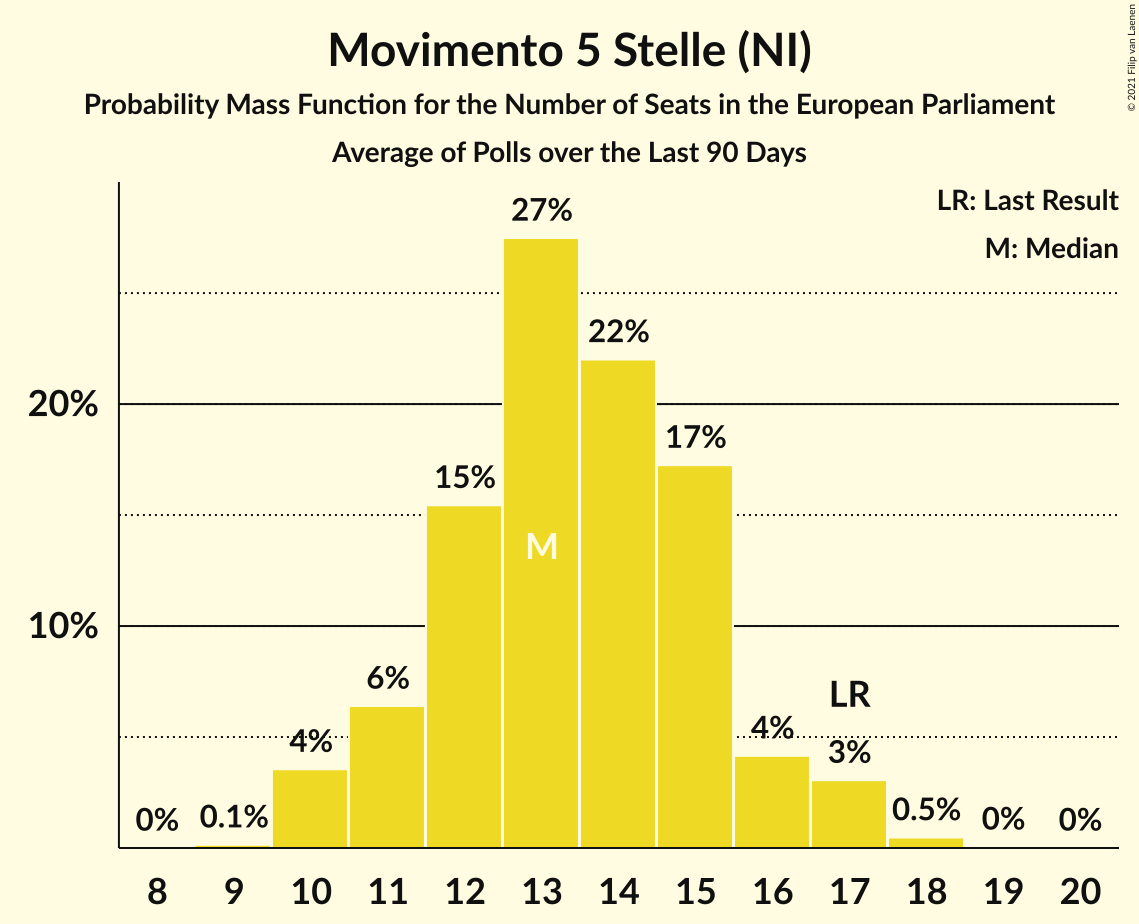 Movimento 5 Stelle (NI)
Probability Mass Function for the Number of Seats in the European Parliament
Average of Polls over the Last 90 Days
© 2021 Filip van Laenen
LR: Last Result
M: Median
27%
22%
20%
17%
15%
M
10%
6%
LR
4%
4%
3%
0%
0.1%
0.5%
0%
0%
8 9 10 11 12 13 14 15 16 17 18 19 20